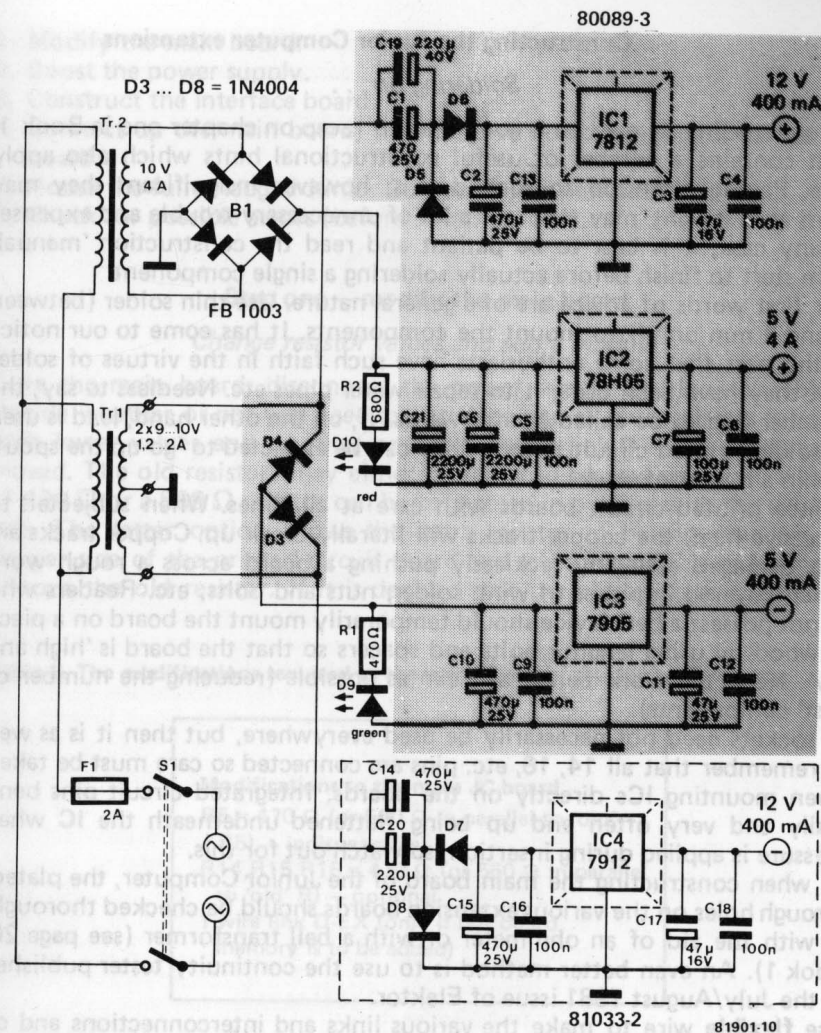 80089-3
D3 ... D8 = 1N4004
C19
220µ
40V
C1
470
25V
D6
D5
C2
470µ
25V
C13
100n
IC1
7812
C3
47µ
16V
C4
100n
12 V
400 mA
Tr.2
10 V
4 A
B1
FB 1003
Tr1
2x9...10V
1.2...2A
D4
D3
R2
680Ω
D10
red
C21
2200µ
25V
C6
2200µ
25V
C5
100n
IC2
78H05
C7
100µ
25V
C8
100n
5 V
4 A
R1
470Ω
D9
green
C10
470µ
25V
C9
100n
IC3
7905
C11
47µ
25V
C12
100n
5 V
400 mA
F1
2A
S1
C14
470µ
25V
C20
220µ
25V
D7
D8
C15
470µ
25V
C16
100n
IC4
7912
C17
47µ
16V
C18
100n
12 V
400 mA
81033-2
81901-10